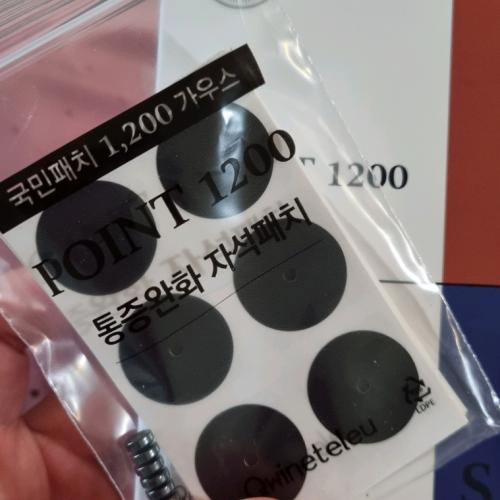 국민패치 1,200 가우스
POINT 1200
통증완화 자석패치
LDPE
Qwineteleu
1200
S